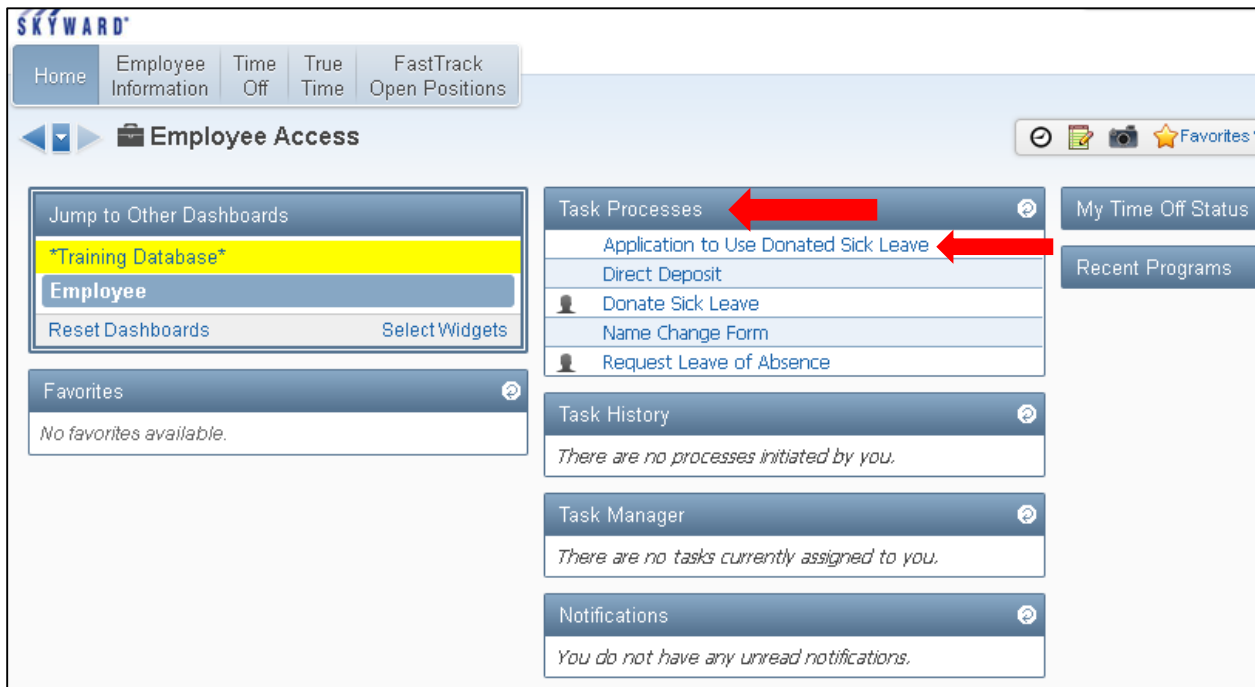 SKYWARD®
Home
Employee Information
Time Off
True Time
FastTrack Open Positions
Employee Access
Favorites
Jump to Other Dashboards
*Training Database*
Employee
Reset Dashboards Select Widgets
Favorites
No favorites available.
Task Processes
Application to Use Donated Sick Leave
Direct Deposit
Donate Sick Leave
Name Change Form
Request Leave of Absence
Task History
There are no processes initiated by you.
Task Manager
There are no tasks currently assigned to you.
Notifications
You do not have any unread notifications.
My Time Off Status
Recent Programs